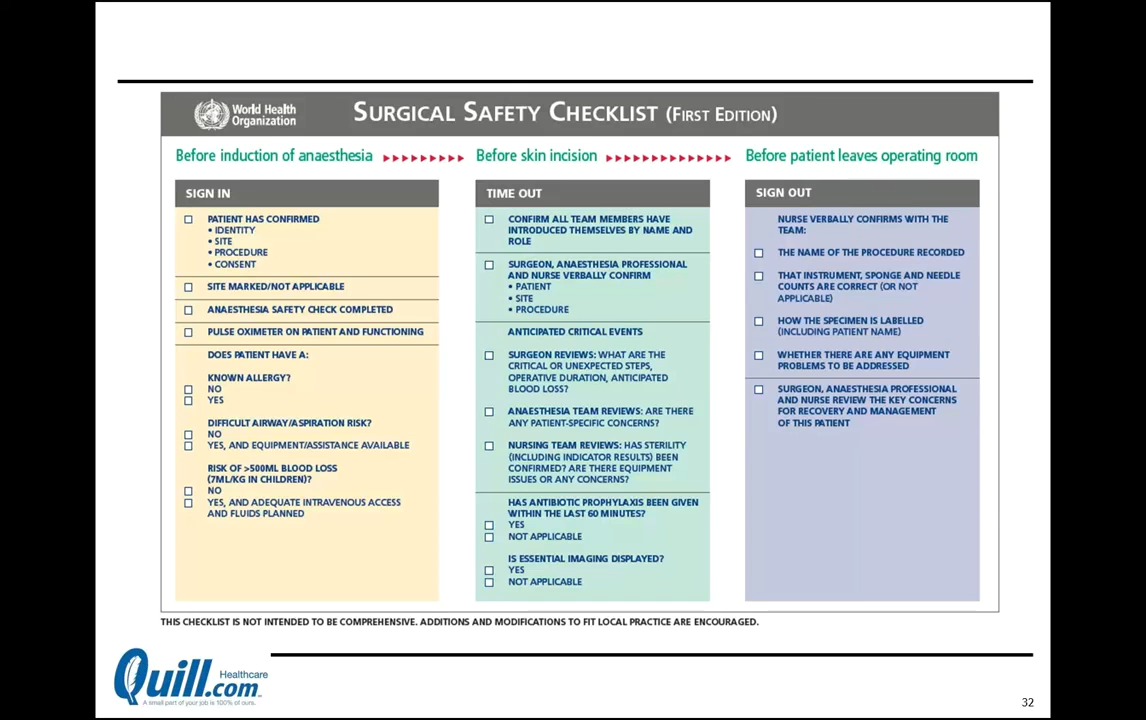 World Health
Organization
SURGICAL SAFETY CHECKLIST (FIRST EDITION)
Before induction of anaesthesia
Before skin incision
Before patient leaves operating room
SIGN IN
PATIENT HAS CONFIRMED
• IDENTITY
• SITE
• PROCEDURE
• CONSENT
SITE MARKED/NOT APPLICABLE
ANAESTHESIA SAFETY CHECK COMPLETED
PULSE OXIMETER ON PATIENT AND FUNCTIONING
DOES PATIENT HAVE A:
KNOWN ALLERGY?
NO
YES
DIFFICULT AIRWAY/ASPIRATION RISK?
NO
YES, AND EQUIPMENT/ASSISTANCE AVAILABLE
RISK OF >500ML BLOOD LOSS
(7ML/KG IN CHILDREN)?
NO
YES, AND ADEQUATE INTRAVENOUS ACCESS
AND FLUIDS PLANNED
TIME OUT
CONFIRM ALL TEAM MEMBERS HAVE
INTRODUCED THEMSELVES BY NAME AND
ROLE
SURGEON, ANAESTHESIA PROFESSIONAL
AND NURSE VERBALLY CONFIRM
• PATIENT
• SITE
• PROCEDURE
ANTICIPATED CRITICAL EVENTS
SURGEON REVIEWS: WHAT ARE THE
CRITICAL OR UNEXPECTED STEPS,
OPERATIVE DURATION, ANTICIPATED
BLOOD LOSS?
ANAESTHESIA TEAM REVIEWS: ARE THERE
ANY PATIENT-SPECIFIC CONCERNS?
NURSING TEAM REVIEWS: HAS STERILITY
(INCLUDING INDICATOR RESULTS) BEEN
CONFIRMED? ARE THERE EQUIPMENT
ISSUES OR ANY CONCERNS?
HAS ANTIBIOTIC PROPHYLAXIS BEEN GIVEN
WITHIN THE LAST 60 MINUTES?
YES
NOT APPLICABLE
IS ESSENTIAL IMAGING DISPLAYED?
YES
NOT APPLICABLE
SIGN OUT
NURSE VERBALLY CONFIRMS WITH THE
TEAM:
THE NAME OF THE PROCEDURE RECORDED
THAT INSTRUMENT, SPONGE AND NEEDLE
COUNTS ARE CORRECT (OR NOT
APPLICABLE)
HOW THE SPECIMEN IS LABELLED
(INCLUDING PATIENT NAME)
WHETHER THERE ARE ANY EQUIPMENT
PROBLEMS TO BE ADDRESSED
SURGEON, ANAESTHESIA PROFESSIONAL
AND NURSE REVIEW THE KEY CONCERNS
FOR RECOVERY AND MANAGEMENT
OF THIS PATIENT
THIS CHECKLIST IS NOT INTENDED TO BE COMPREHENSIVE. ADDITIONS AND MODIFICATIONS TO FIT LOCAL PRACTICE ARE ENCOURAGED.
Healthcare
Quill.com
A small part of your job is 100% of ours.
32